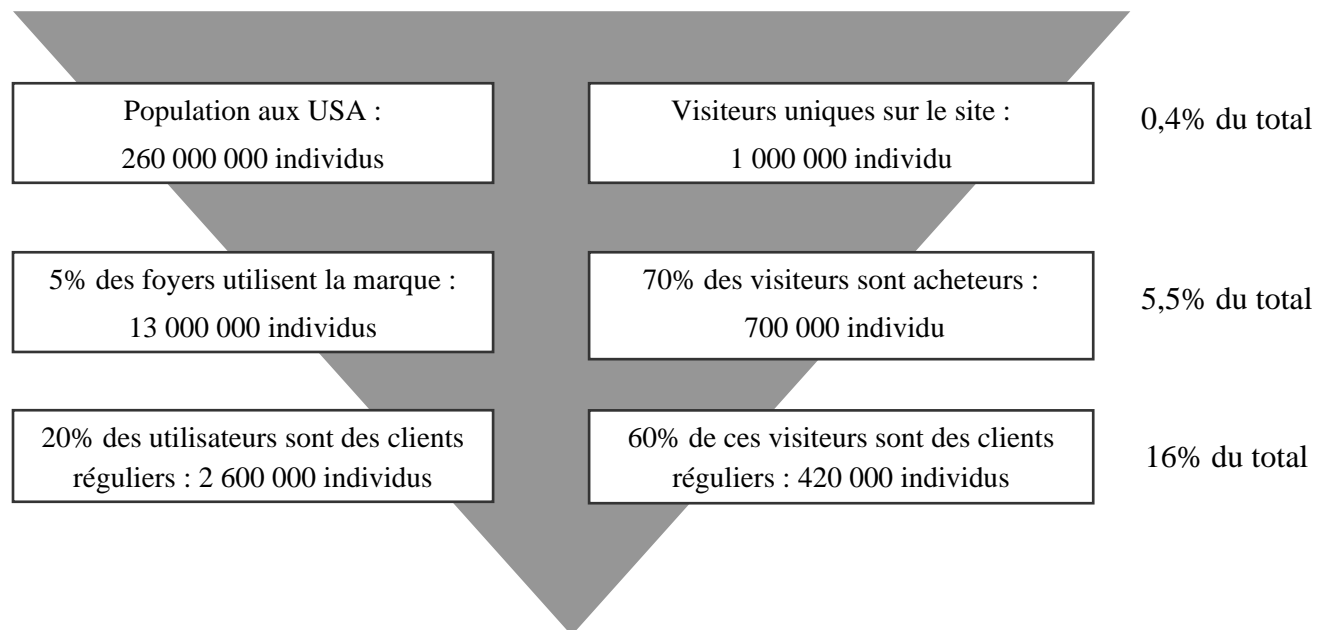 Population aux USA :
260 000 000 individus
Visiteurs uniques sur le site :
1 000 000 individu
0,4% du total
5% des foyers utilisent la marque :
13 000 000 individus
70% des visiteurs sont acheteurs :
700 000 individu
5,5% du total
20% des utilisateurs sont des clients
réguliers : 2 600 000 individus
60% de ces visiteurs sont des clients
réguliers : 420 000 individus
16% du total